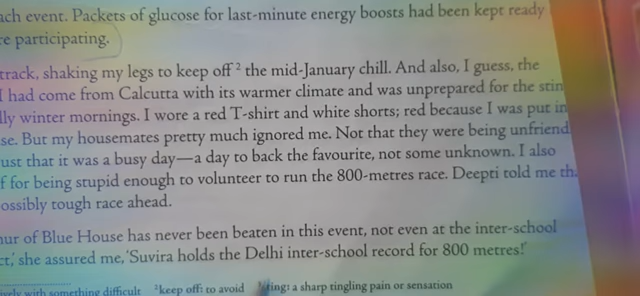 ach event. Packets of glucose for last-minute energy boosts had been kept ready
re participating.
track, shaking my legs to keep off ² the mid-January chill. And also, I guess, the
I had come from Calcutta with its warmer climate and was unprepared for the stin
lly winter mornings. I wore a red T-shirt and white shorts; red because I was put in
se. But my housemates pretty much ignored me. Not that they were being unfriend
ust that it was a busy day—a day to back the favourite, not some unknown. I also
f for being stupid enough to volunteer to run the 800-metres race. Deepti told me tha
ossibly tough race ahead.
nur of Blue House has never been beaten in this event, not even at the inter-school
ct,' she assured me, 'Suvira holds the Delhi inter-school record for 800 metres!'
ively with something difficult ²keep off: to avoid ting: a sharp tingling pain or sensation